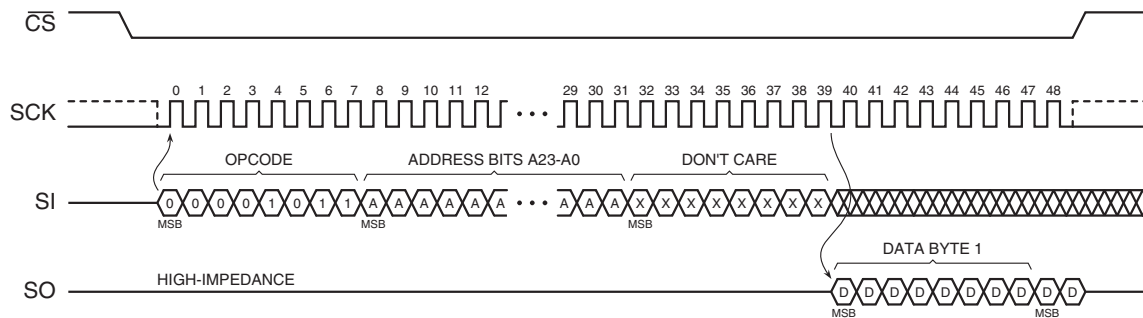 CS
0 1 2 3 4 5 6 7 8 9 10 11 12 29 30 31 32 33 34 35 36 37 38 39 40 41 42 43 44 45 46 47 48
SCK
OPCODE ADDRESS BITS A23-A0 DON'T CARE
SI 0 0 0 0 1 0 1 1 A A A A A A A A A X X X X X X X X
MSB MSB MSB
HIGH-IMPEDANCE DATA BYTE 1
SO D D D D D D D D D D
MSB MSB